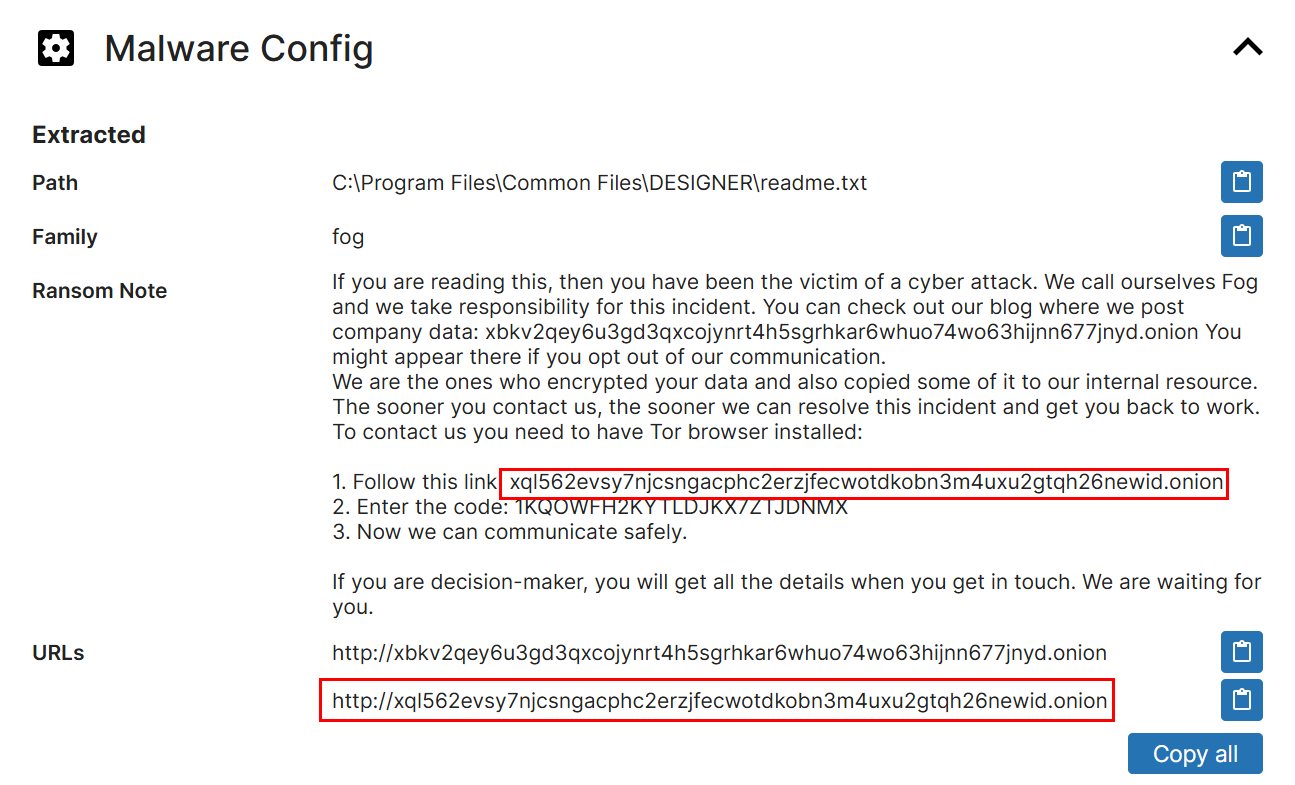 Malware Config
Extracted
Path C:\Program Files\Common Files\DESIGNER\readme.txt
Family fog
Ransom Note If you are reading this, then you have been the victim of a cyber attack. We call ourselves Fog
and we take responsibility for this incident. You can check out our blog where we post
company data: xbkv2qey6u3gd3qxcojynrt4h5sgrhkar6whuo74wo63hijnn677jnyd.onion You
might appear there if you opt out of our communication.
We are the ones who encrypted your data and also copied some of it to our internal resource.
The sooner you contact us, the sooner we can resolve this incident and get you back to work.
To contact us you need to have Tor browser installed:
1. Follow this link xql562evsy7njcsngacphc2erzjfecwotdkobn3m4uxu2gtqh26newid.onion
2. Enter the code: 1KQOWFH2KYTLDJKX7ZTJDNMX
3. Now we can communicate safely.
If you are decision-maker, you will get all the details when you get in touch. We are waiting for
you.
URLs http://xbkv2qey6u3gd3qxcojynrt4h5sgrhkar6whuo74wo63hijnn677jnyd.onion
http://xql562evsy7njcsngacphc2erzjfecwotdkobn3m4uxu2gtqh26newid.onion
Copy all